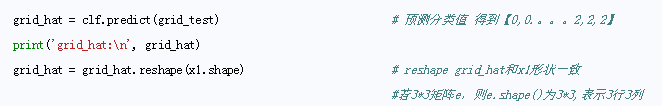 grid_hat = clf.predict(grid_test) # 预测分类值 得到【0,0.。。。2,2,2】
print('grid_hat:\n', grid_hat)
grid_hat = grid_hat.reshape(x1.shape) # reshape grid_hat和x1形状一致
#若3*3矩阵e，则e.shape()为3*3,表示3行3列